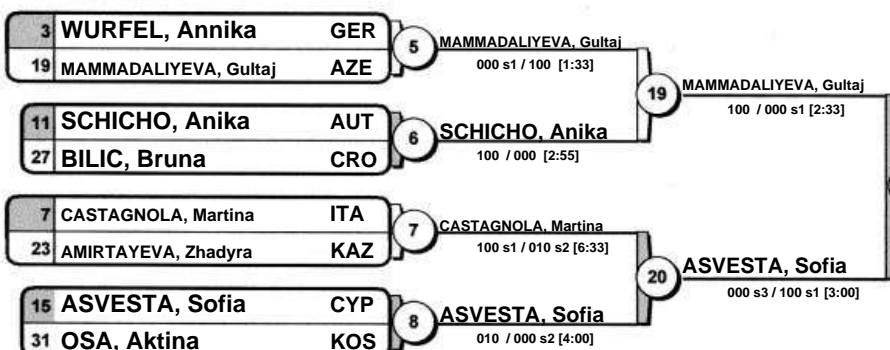 3 WURFEL, Annika GER
19 MAMMADALIYEVA, Gultaj AZE
5
MAMMADALIYEVA, Gultaj
000 s1 / 100 [1:33]
11 SCHICHO, Anika AUT
27 BILIC, Bruna CRO
6
SCHICHO, Anika
100 / 000 [2:55]
19
MAMMADALIYEVA, Gultaj
100 / 000 s1 [2:33]
7 CASTAGNOLA, Martina ITA
23 AMIRTAYEVA, Zhadyra KAZ
7
CASTAGNOLA, Martina
100 s1 / 010 s2 [6:33]
15 ASVESTA, Sofia CYP
31 OSA, Aktina KOS
8
ASVESTA, Sofia
010 / 000 s2 [4:00]
20
ASVESTA, Sofia
000 s3 / 100 s1 [3:00]